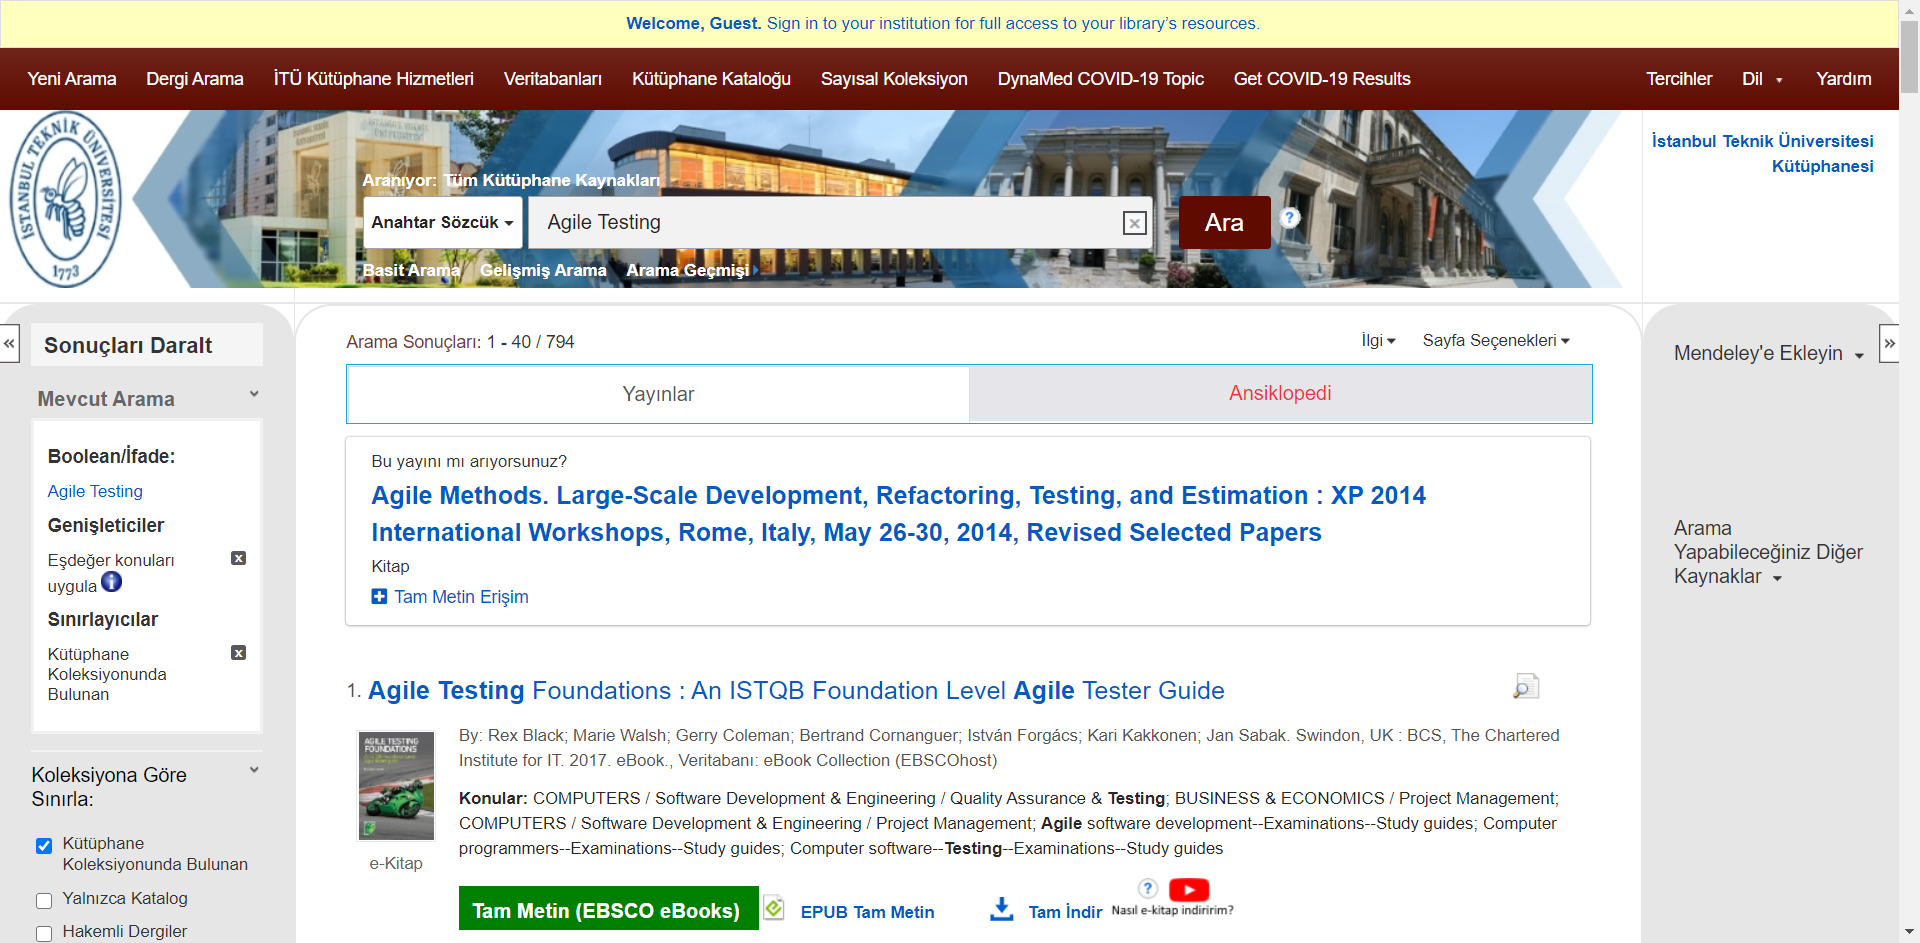 Welcome, Guest. Sign in to your institution for full access to your library’s resources.
Yeni Arama Dergi Arama İTÜ Kütüphane Hizmetleri Veritabanları Kütüphane Kataloğu Sayısal Koleksiyon DynaMed COVID-19 Topic Get COVID-19 Results Tercihler Dil Yardım
İSTANBUL TEKNİK ÜNİVERSİTESİ
1773
İstanbul Teknik Üniversitesi
Kütüphanesi
Aranıyor: Tüm Kütüphane Kaynakları
Anahtar Sözcük Agile Testing Ara ?
Basit Arama Gelişmiş Arama Arama Geçmişi
« Sonuçları Daralt
Mevcut Arama
Boolean/İfade:
Agile Testing
Genişleticiler
Eşdeğer konuları
uygula
Sınırlayıcılar
Kütüphane
Koleksiyonunda
Bulunan
Koleksiyona Göre
Sınırla:
Kütüphane
Koleksiyonunda Bulunan
Yalnızca Katalog
Hakemli Dergiler
Arama Sonuçları: 1 - 40 / 794 İlgi Sayfa Seçenekleri
Yayınlar Ansiklopedi
Bu yayını mı arıyorsunuz?
Agile Methods. Large-Scale Development, Refactoring, Testing, and Estimation : XP 2014
International Workshops, Rome, Italy, May 26-30, 2014, Revised Selected Papers
Kitap
Tam Metin Erişim
1. Agile Testing Foundations : An ISTQB Foundation Level Agile Tester Guide
AGILE TESTING
FOUNDATIONS
e-Kitap
By: Rex Black; Marie Walsh; Gerry Coleman; Bertrand Cornanguer; István Forgács; Kari Kakkonen; Jan Sabak. Swindon, UK : BCS, The Chartered
Institute for IT. 2017. eBook., Veritabanı: eBook Collection (EBSCOhost)
Konular: COMPUTERS / Software Development & Engineering / Quality Assurance & Testing; BUSINESS & ECONOMICS / Project Management;
COMPUTERS / Software Development & Engineering / Project Management; Agile software development--Examinations--Study guides; Computer
programmers--Examinations--Study guides; Computer software--Testing--Examinations--Study guides
Tam Metin (EBSCO eBooks) EPUB Tam Metin Tam İndir ?
Nasıl e-kitap indiririm?
Mendeley'e Ekleyin »
Arama
Yapabileceğiniz Diğer
Kaynaklar